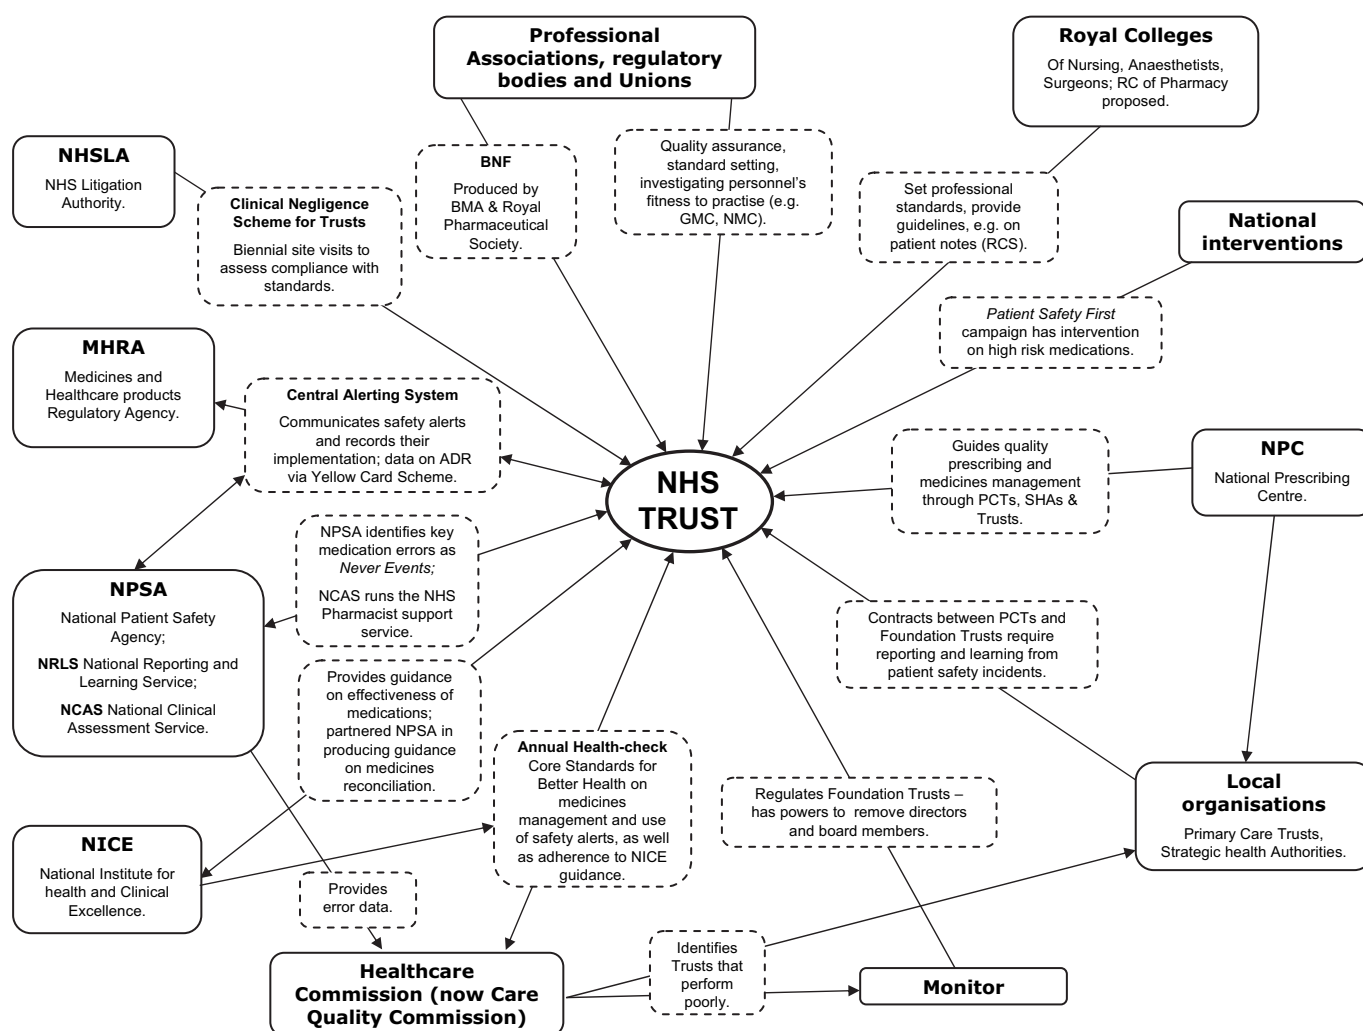 Professional
Associations, regulatory
bodies and Unions
Royal Colleges
Of Nursing, Anaesthetists,
Surgeons; RC of Pharmacy
proposed.
NHSLA
NHS Litigation
Authority.
Clinical Negligence
Scheme for Trusts
Biennial site visits to
assess compliance with
standards.
BNF
Produced by
BMA & Royal
Pharmaceutical
Society.
Quality assurance,
standard setting,
investigating personnel's
fitness to practise (e.g.
GMC, NMC).
Set professional
standards, provide
guidelines, e.g. on
patient notes (RCS).
National
interventions
Patient Safety First
campaign has intervention
on high risk medications.
MHRA
Medicines and
Healthcare products
Regulatory Agency.
Central Alerting System
Communicates safety alerts
and records their
implementation; data on ADR
via Yellow Card Scheme.
NHS
TRUST
Guides quality
prescribing and
medicines management
through PCTs, SHAs &
Trusts.
NPC
National Prescribing
Centre.
NPSA identifies key
medication errors as
Never Events;
NCAS runs the NHS
Pharmacist support
service.
NPSA
National Patient Safety
Agency;
NRLS National Reporting and
Learning Service;
NCAS National Clinical
Assessment Service.
Contracts between PCTs and
Foundation Trusts require
reporting and learning from
patient safety incidents.
Provides guidance
on effectiveness of
medications;
partnered NPSA in
producing guidance
on medicines
reconciliation.
Annual Health-check
Core Standards for
Better Health on
medicines
management and use
of safety alerts, as well
as adherence to NICE
guidance.
Regulates Foundation Trusts –
has powers to remove directors
and board members.
Local
organisations
Primary Care Trusts,
Strategic health Authorities.
NICE
National Institute for
health and Clinical
Excellence.
Provides
error data.
Healthcare
Commission (now Care
Quality Commission)
Identifies
Trusts that
perform
poorly.
Monitor